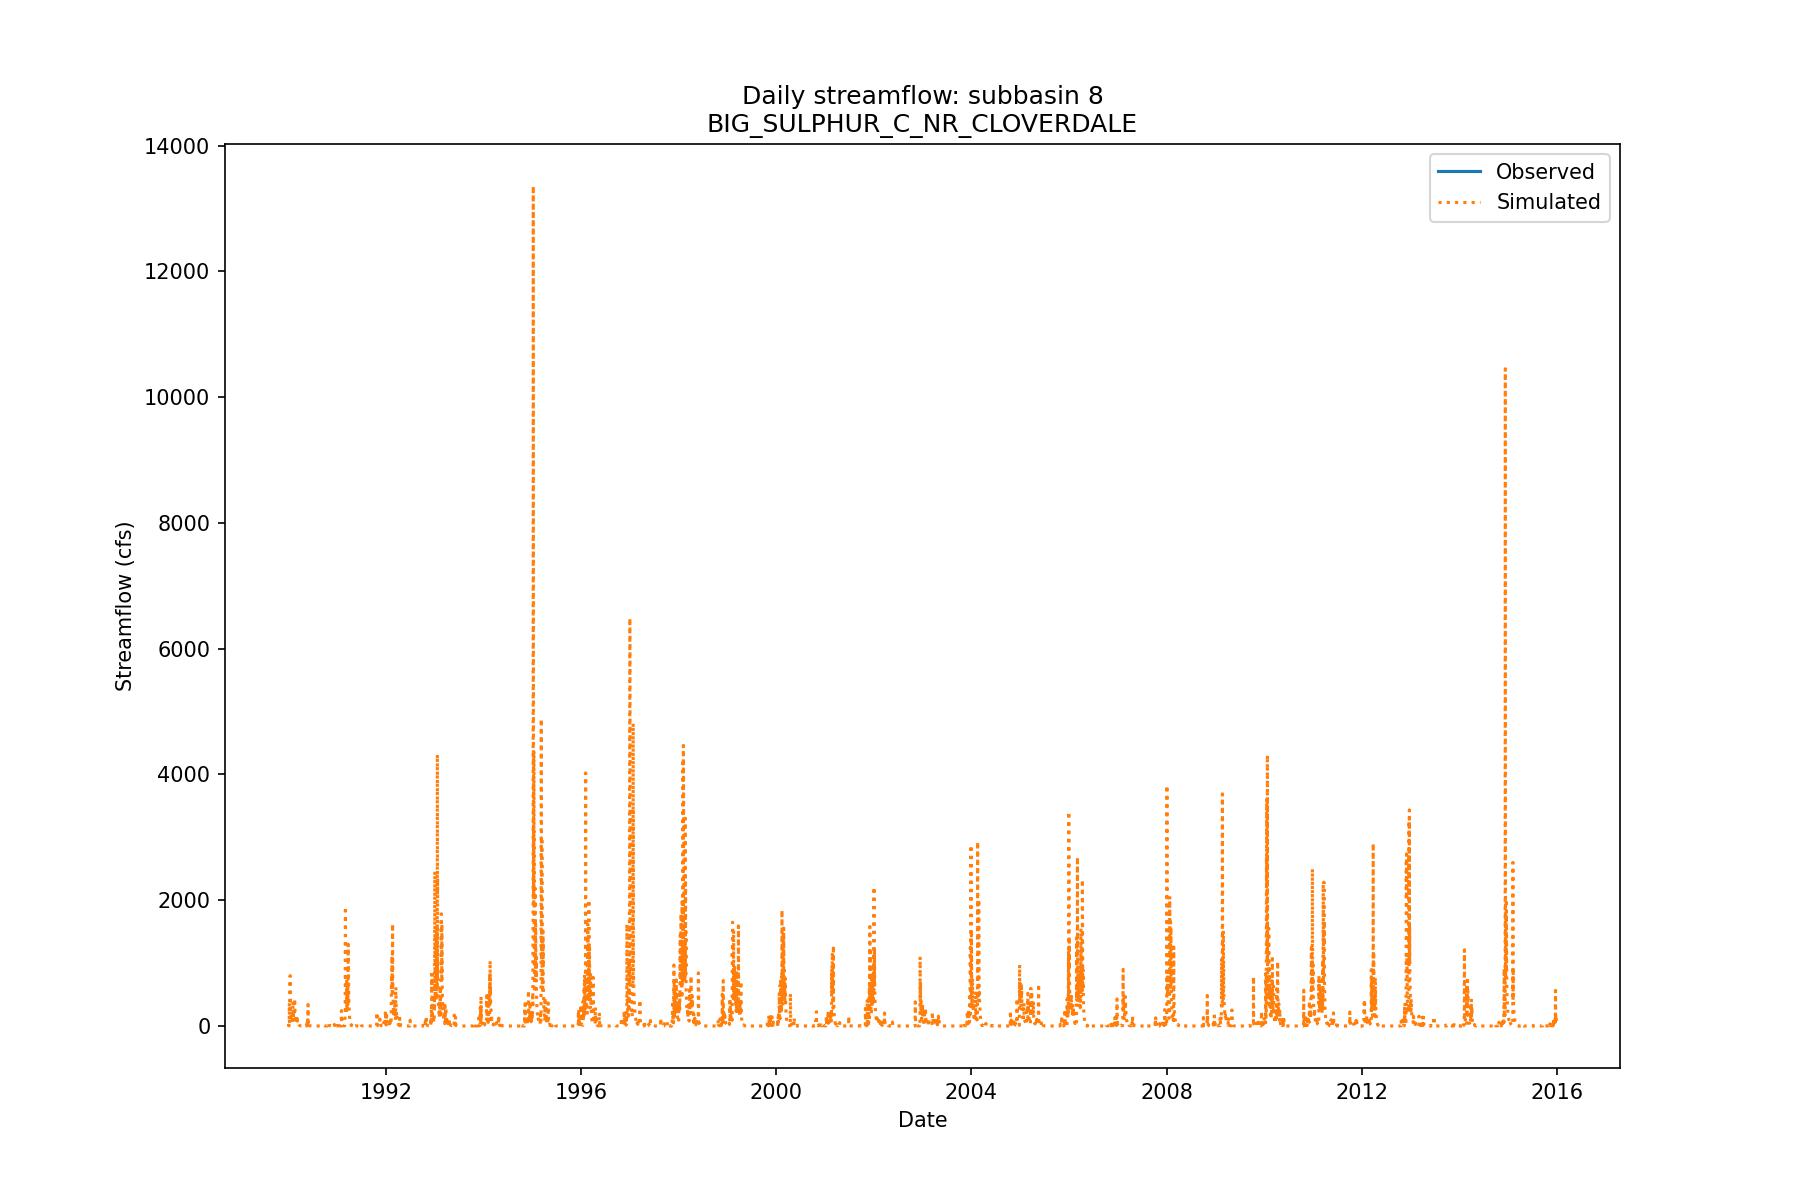 Daily streamflow: subbasin 8
BIG_SULPHUR_C_NR_CLOVERDALE
14000
12000
10000
8000
6000
4000
2000
0
Streamflow (cfs)
Observed
Simulated
1992
1996
2000
2004
2008
2012
2016
Date